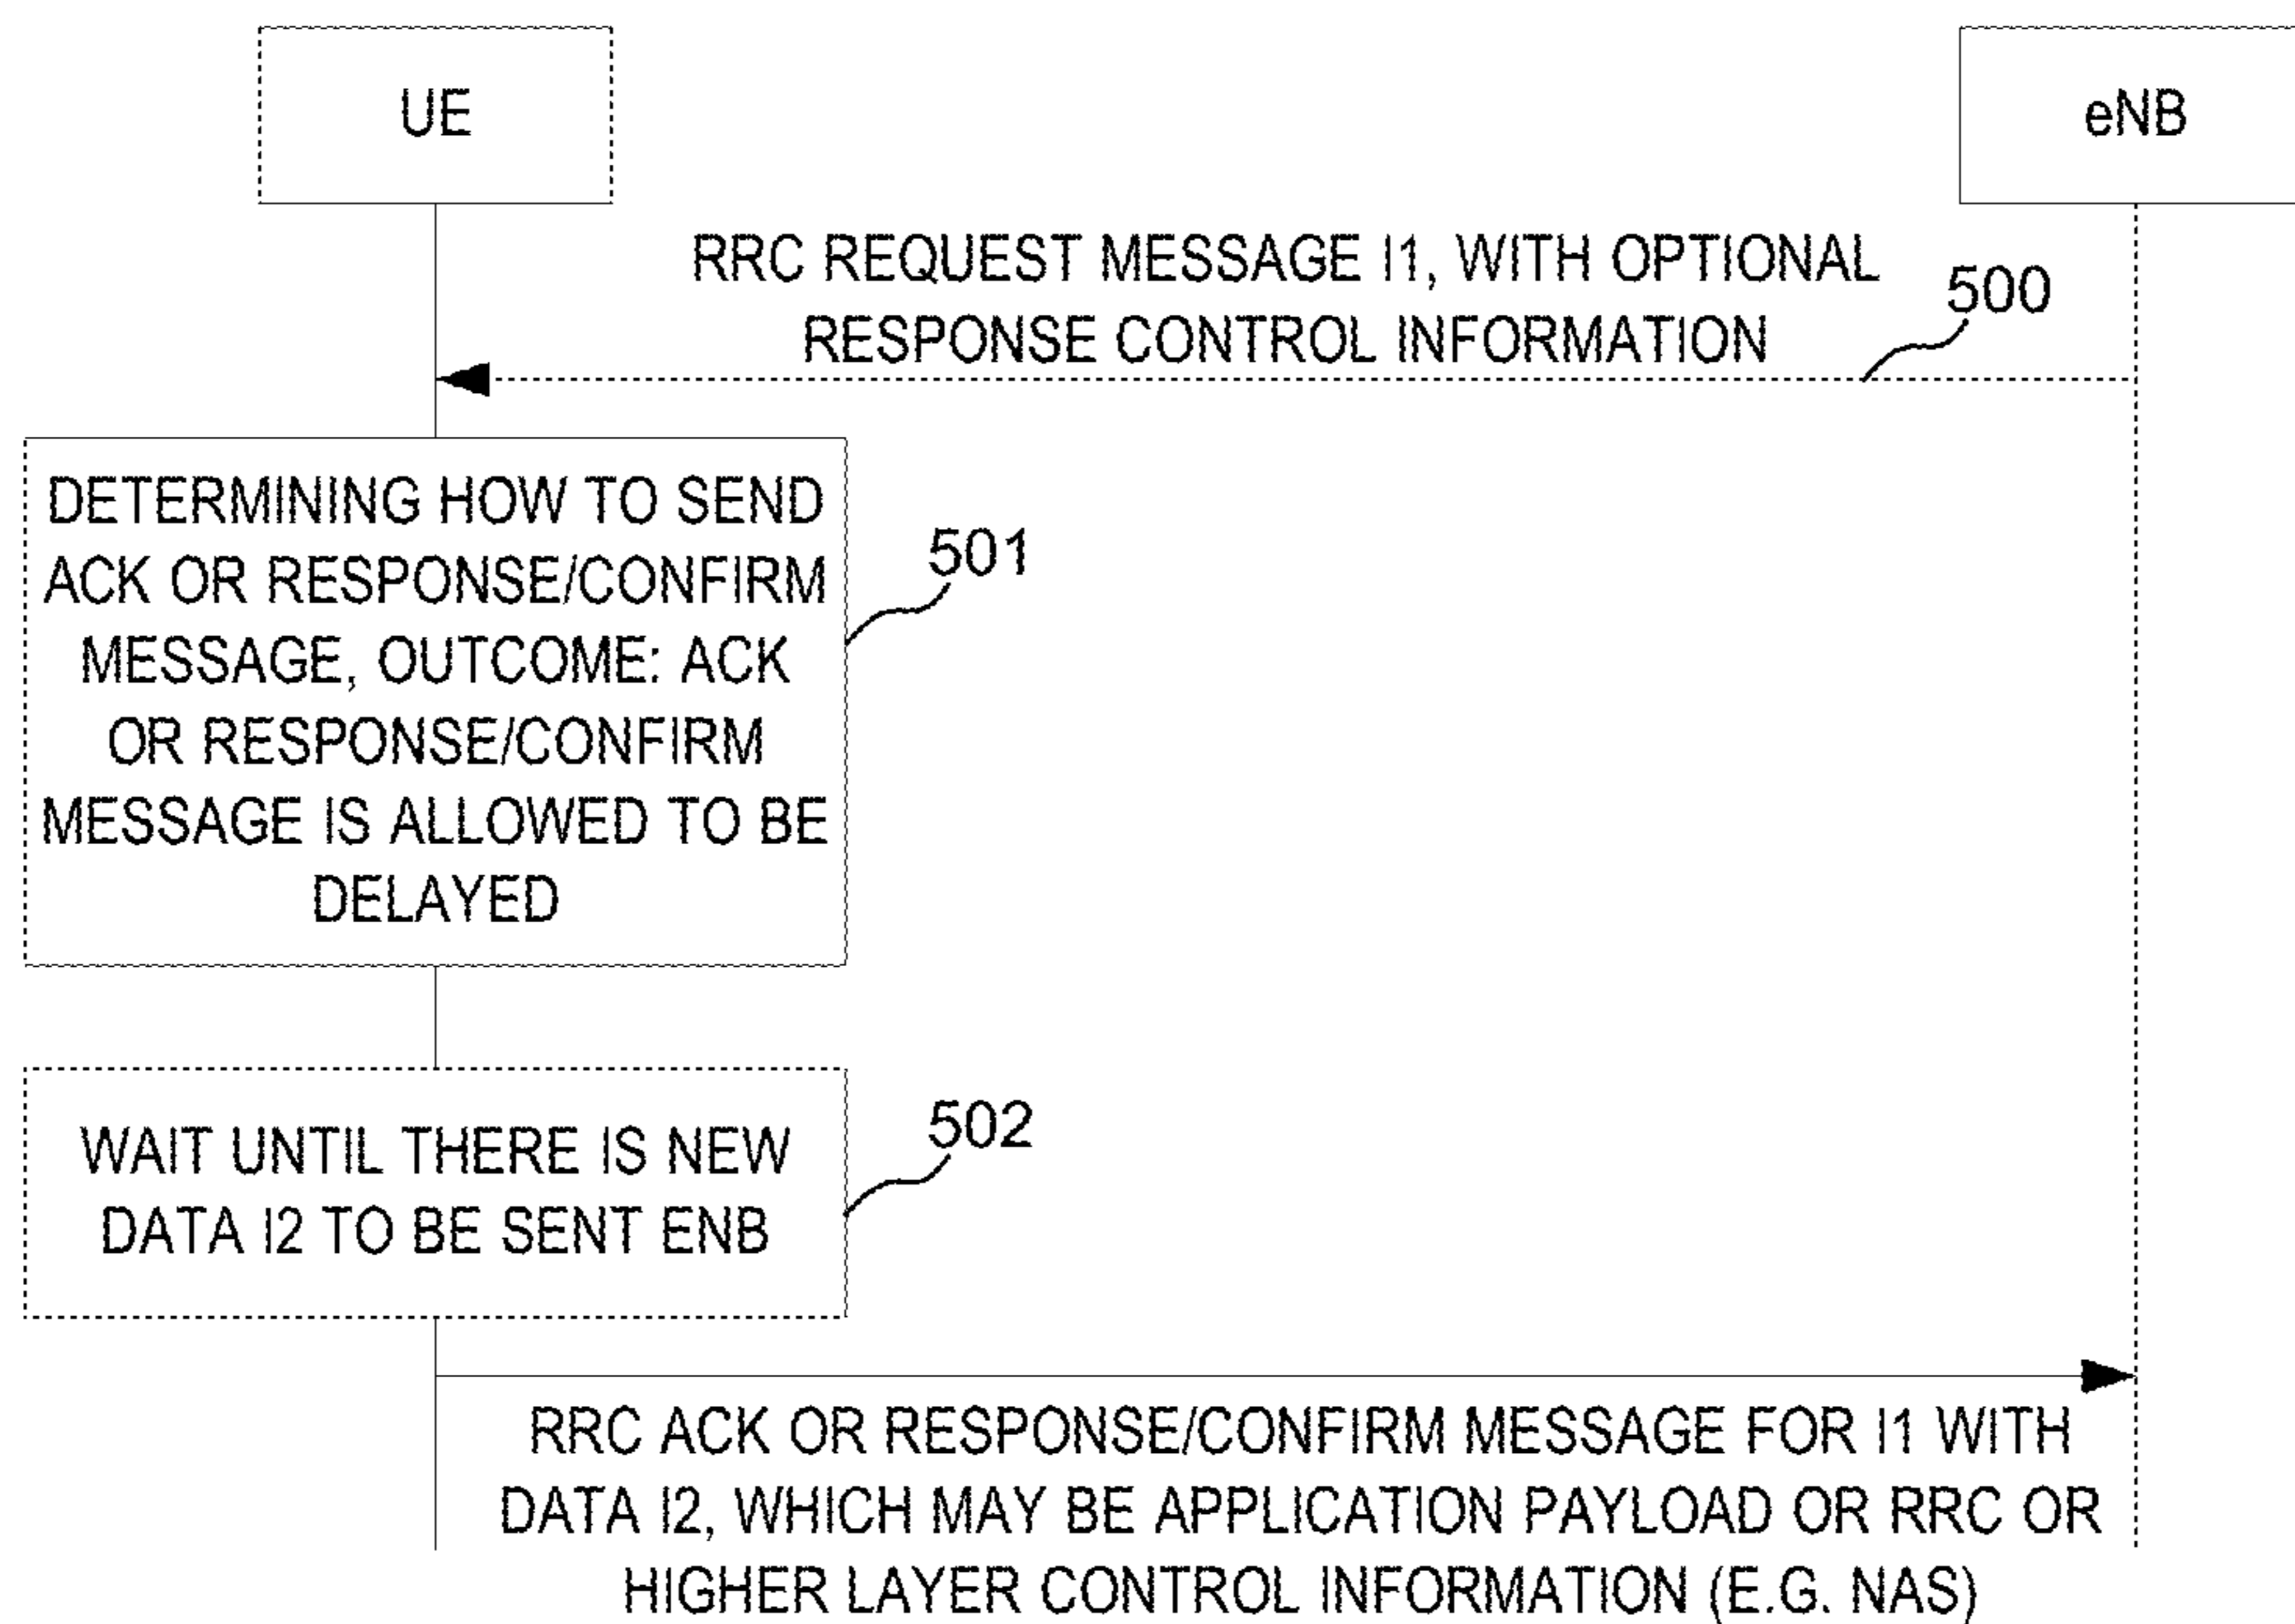 UE
eNB
RRC REQUEST MESSAGE I1, WITH OPTIONAL
RESPONSE CONTROL INFORMATION
500
DETERMINING HOW TO SEND
ACK OR RESPONSE/CONFIRM
MESSAGE, OUTCOME: ACK
OR RESPONSE/CONFIRM
MESSAGE IS ALLOWED TO BE
DELAYED
501
WAIT UNTIL THERE IS NEW
DATA I2 TO BE SENT ENB
502
RRC ACK OR RESPONSE/CONFIRM MESSAGE FOR I1 WITH
DATA I2, WHICH MAY BE APPLICATION PAYLOAD OR RRC OR
HIGHER LAYER CONTROL INFORMATION (E.G. NAS)